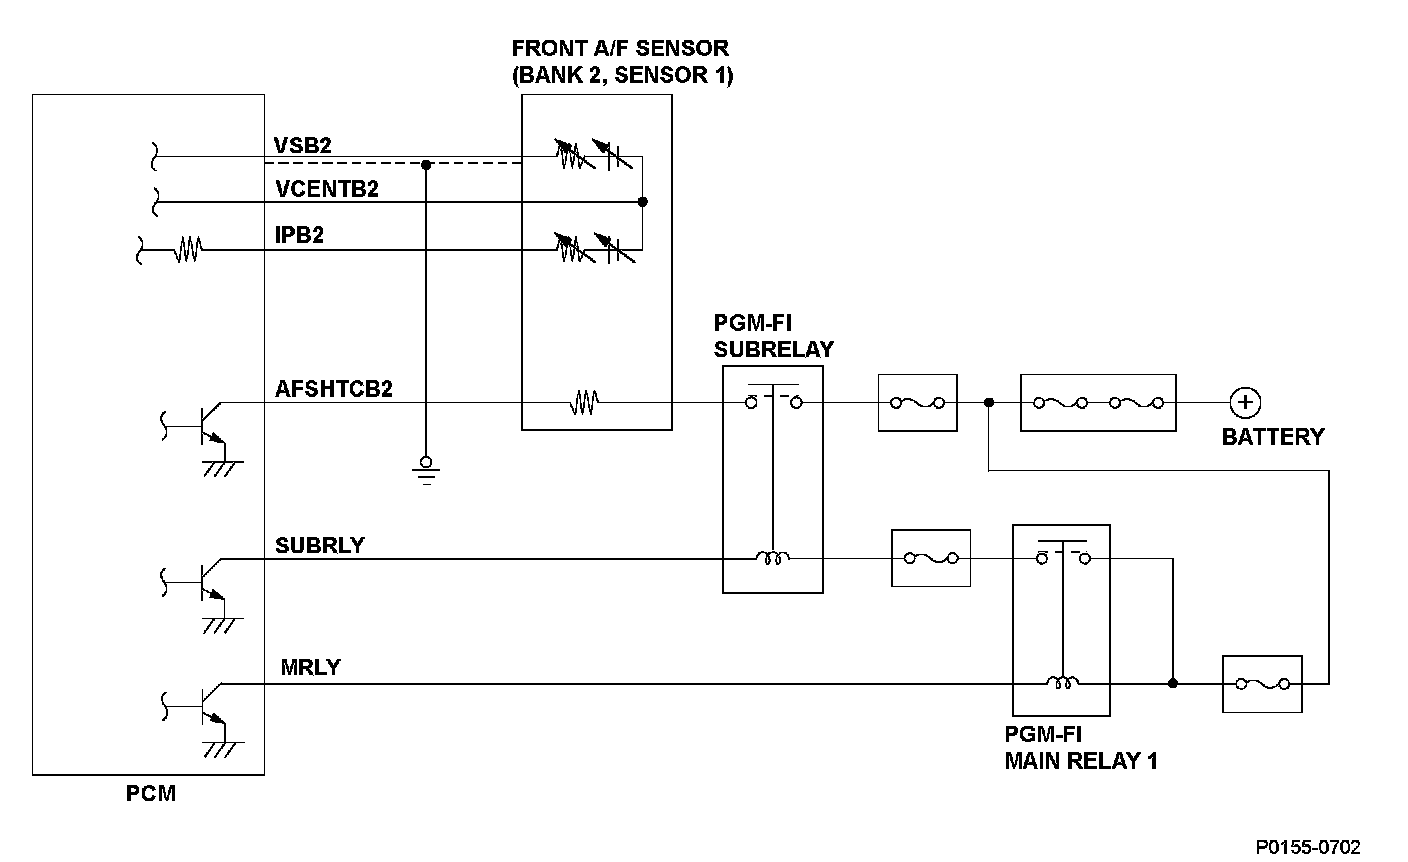 FRONT A/F SENSOR
(BANK 2, SENSOR 1)
VSB2
VCENTB2
IPB2
PGM-FI
SUBRELAY
AFSHTCB2
+
BATTERY
SUBRLY
MRLY
PGM-FI
MAIN RELAY 1
PCM
P0155-0702